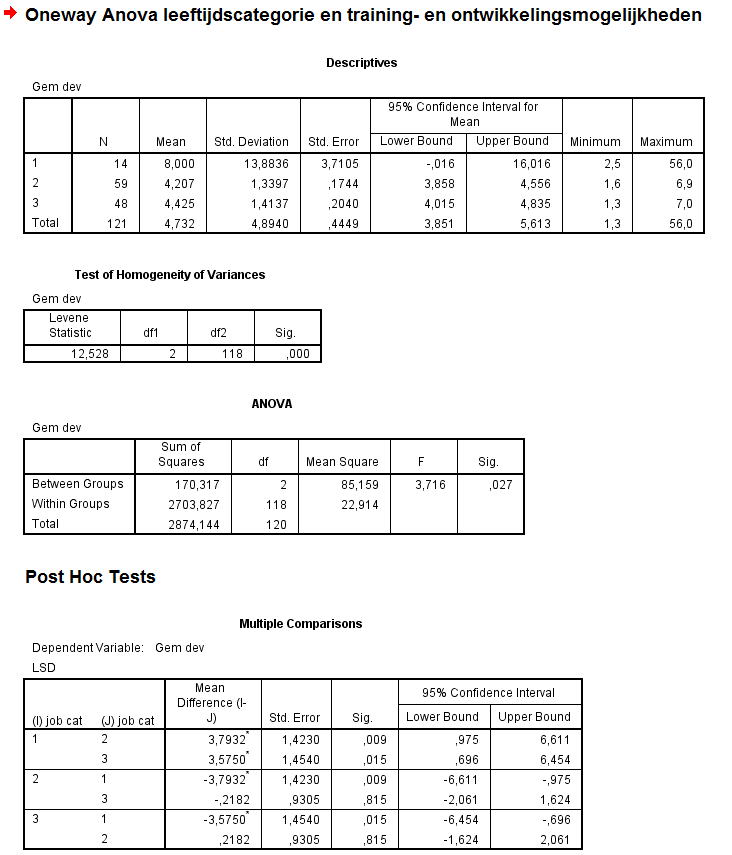 Oneway Anova leeftijdscategorie en training- en ontwikkelingsmogelijkheden
Descriptives
Gem dev
95% Confidence Interval for
Mean
N Mean Std. Deviation Std. Error Lower Bound Upper Bound Minimum Maximum
1 14 8,000 13,8836 3,7105 -,016 16,016 2,5 56,0
2 59 4,207 1,3397 ,1744 3,858 4,556 1,6 6,9
3 48 4,425 1,4137 ,2040 4,015 4,835 1,3 7,0
Total 121 4,732 4,8940 ,4449 3,851 5,613 1,3 56,0
Test of Homogeneity of Variances
Gem dev
Levene
Statistic df1 df2 Sig.
12,528 2 118 ,000
ANOVA
Gem dev
Sum of
Squares df Mean Square F Sig.
Between Groups 170,317 2 85,159 3,716 ,027
Within Groups 2703,827 118 22,914
Total 2874,144 120
Post Hoc Tests
Multiple Comparisons
Dependent Variable: Gem dev
LSD
Mean
Difference (I-
J)
95% Confidence Interval
(I) job cat (J) job cat Std. Error Sig. Lower Bound Upper Bound
1 2 3,7932* 1,4230 ,009 ,975 6,611
3 3,5750* 1,4540 ,015 ,696 6,454
2 1 -3,7932* 1,4230 ,009 -6,611 -,975
3 -,2182 ,9305 ,815 -2,061 1,624
3 1 -3,5750* 1,4540 ,015 -6,454 -,696
2 ,2182 ,9305 ,815 -1,624 2,061